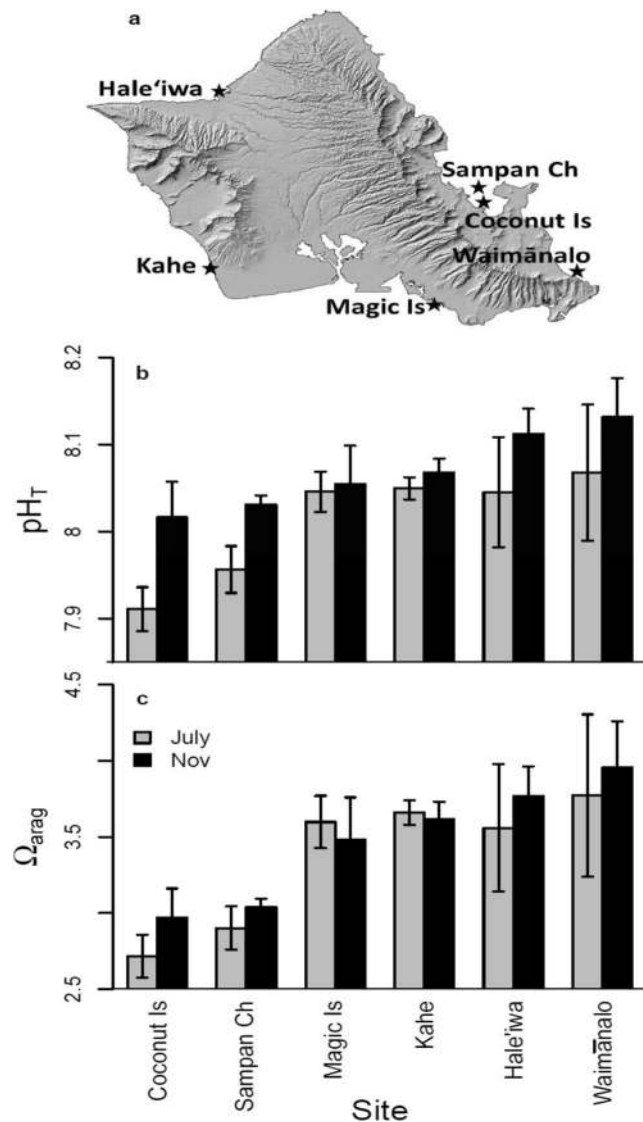 a
Hale‘iwa
Sampan Ch
Coconut Is
Waimānalo
Kahe
Magic Is
b
8.2
8.1
8
7.9
pH_T
c
4.5
3.5
2.5
July
Nov
Ω_arag
Coconut Is
Sampan Ch
Magic Is
Kahe
Hale'iwa
Waimānalo
Site